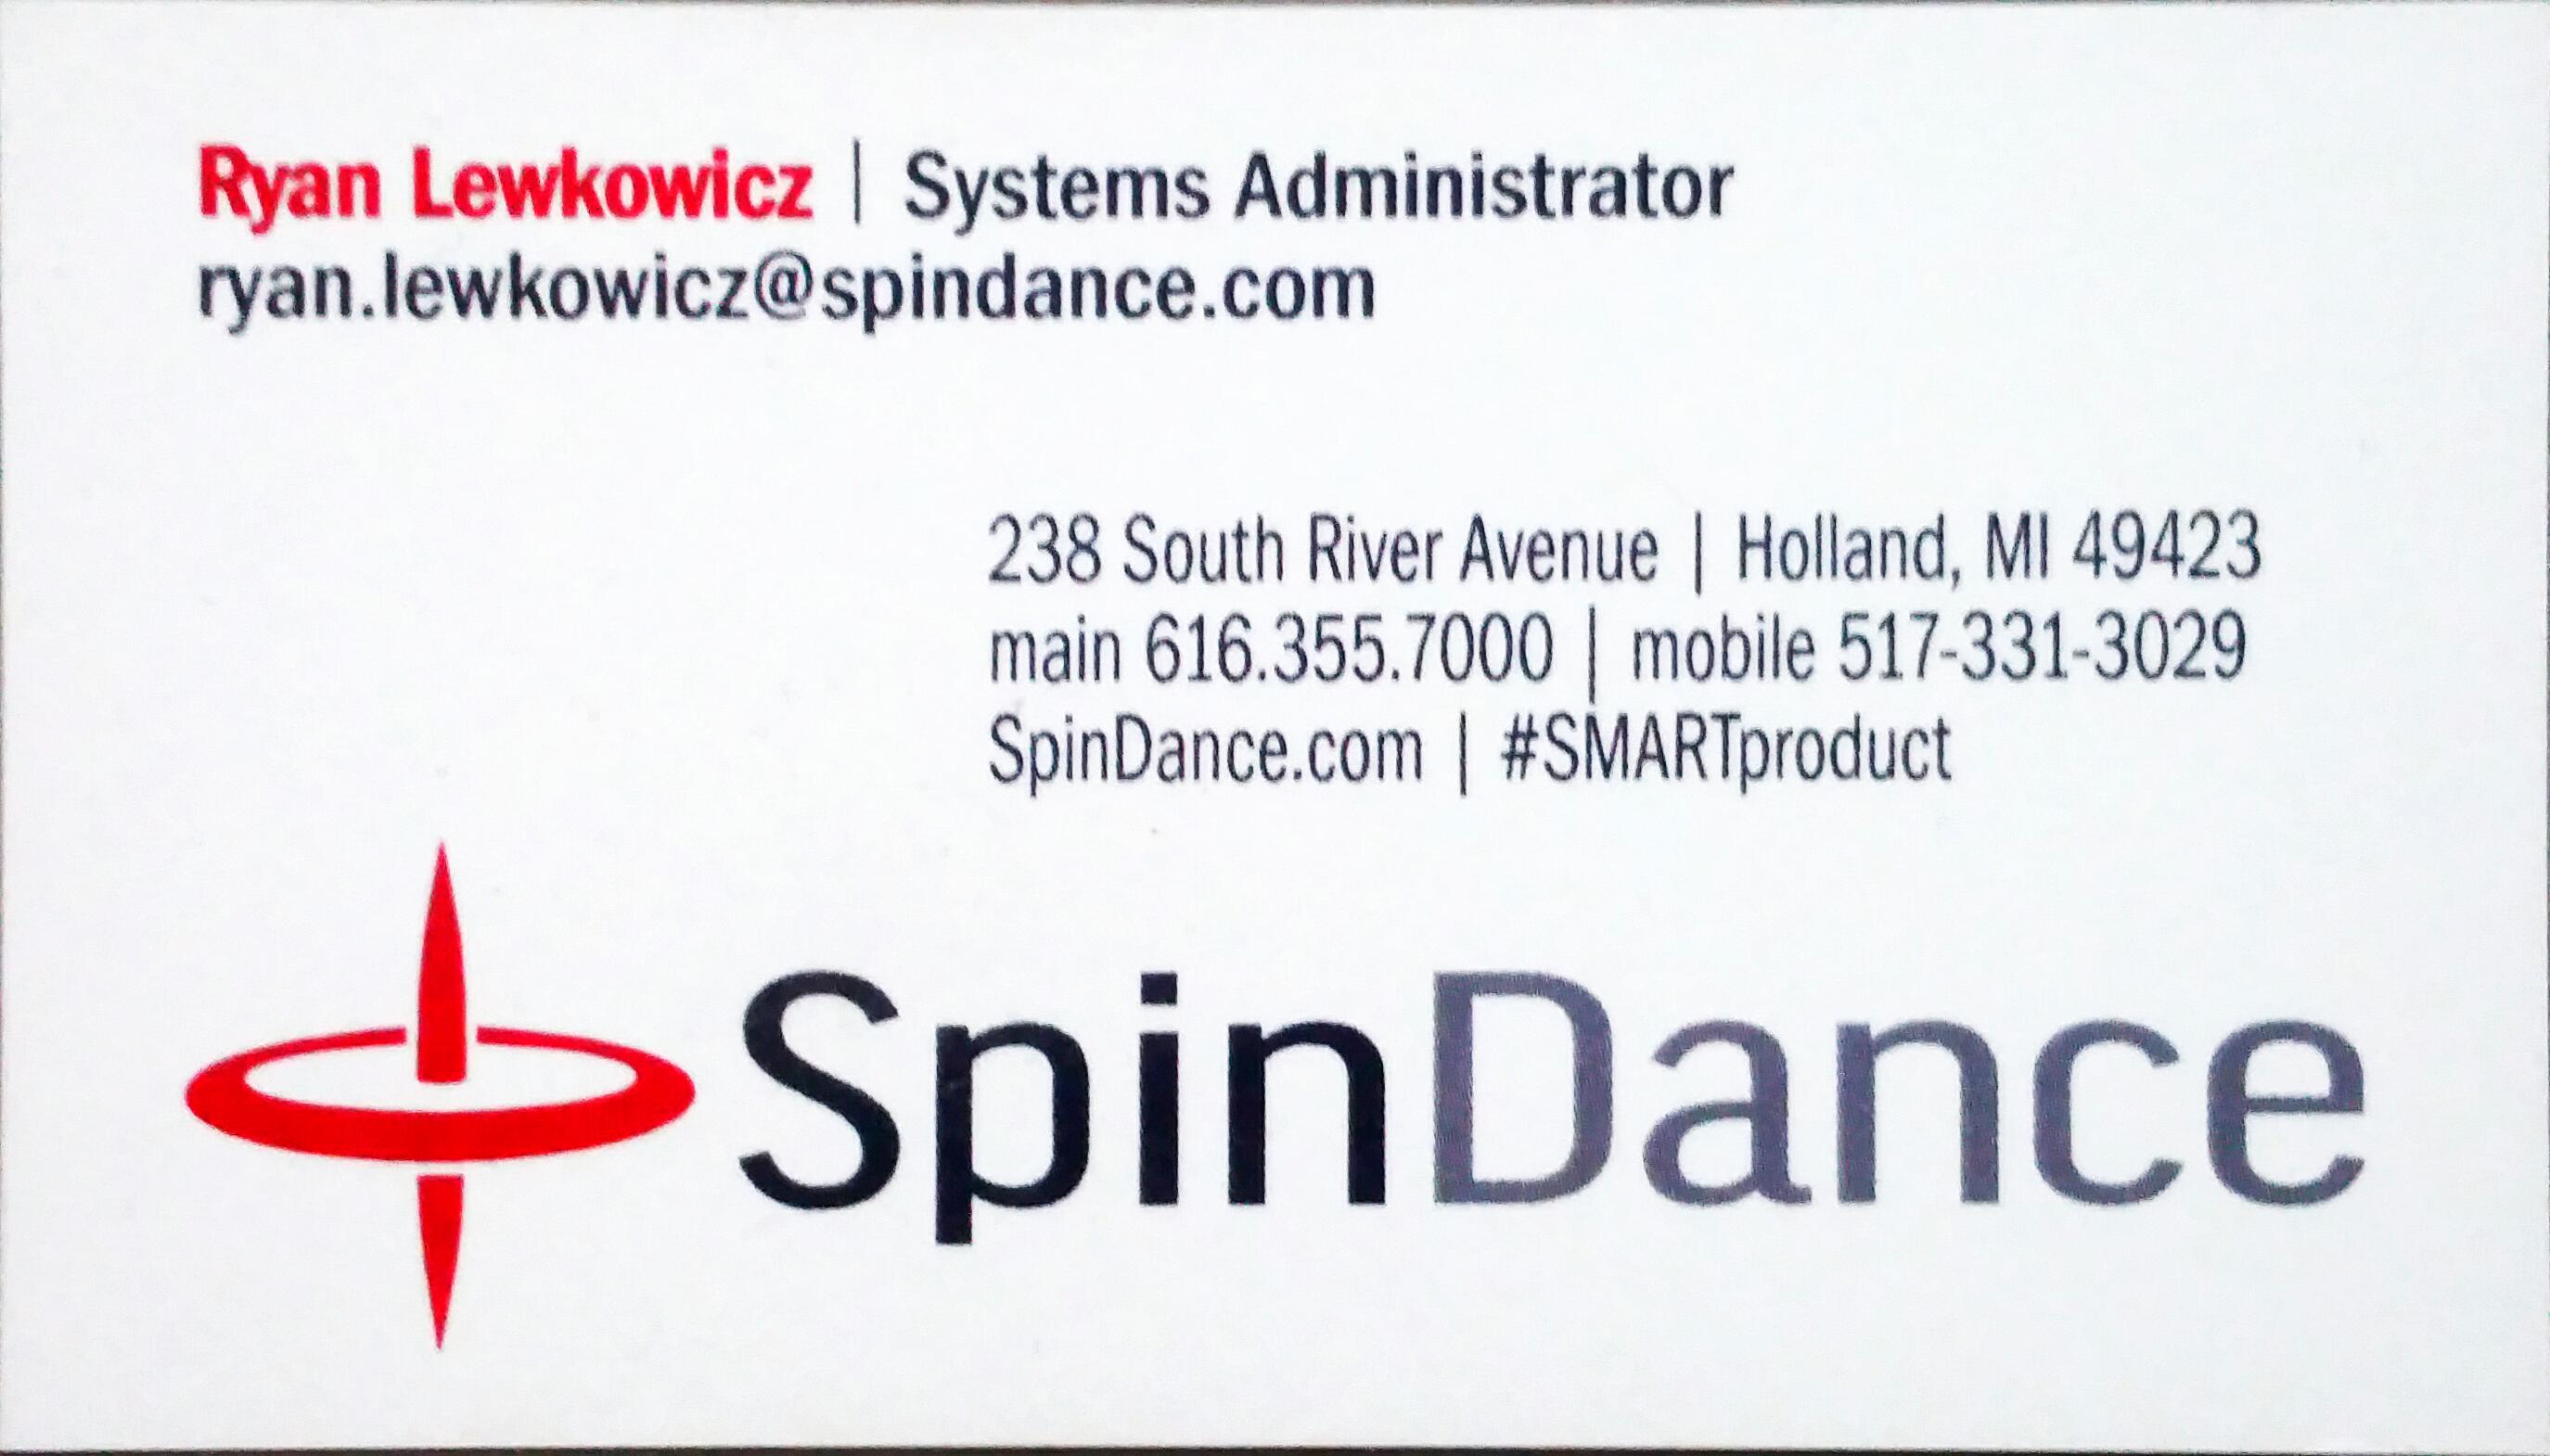 Ryan Lewkowicz | Systems Administrator
ryan.lewkowicz@spindance.com
238 South River Avenue | Holland, MI 49423
main 616.355.7000 | mobile 517-331-3029
SpinDance.com | #SMARTproduct
SpinDance